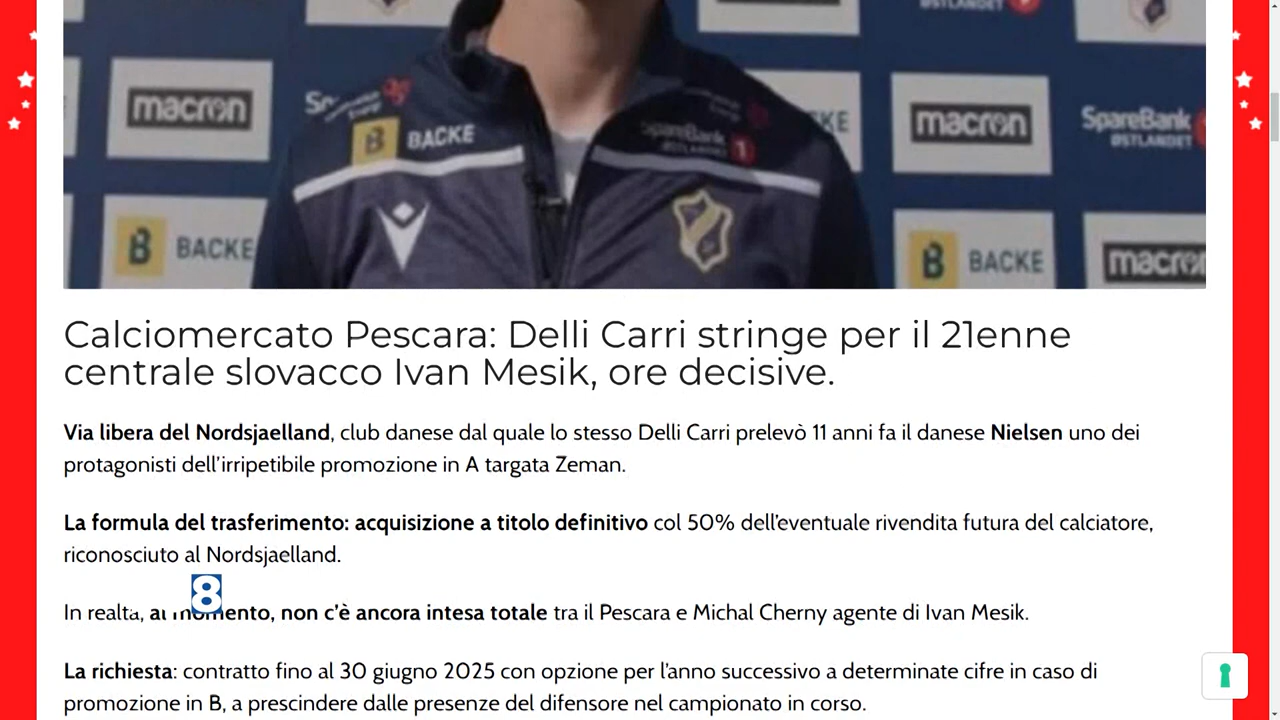 SpareBank
ØSTLANDET
macron
BACKE
macron
SpareBank
ØSTLANDET
BACKE
BACKE
macron
Calciomercato Pescara: Delli Carri stringe per il 21enne
centrale slovacco Ivan Mesik, ore decisive.
Via libera del Nordsjaelland, club danese dal quale lo stesso Delli Carri prelevò 11 anni fa il danese Nielsen uno dei
protagonisti dell'irripetibile promozione in A targata Zeman.
La formula del trasferimento: acquisizione a titolo definitivo col 50% dell'eventuale rivendita futura del calciatore,
riconosciuto al Nordsjaelland.
8
In realtà, al momento, non c'è ancora intesa totale tra il Pescara e Michal Cherny agente di Ivan Mesik.
La richiesta: contratto fino al 30 giugno 2025 con opzione per l'anno successivo a determinate cifre in caso di
promozione in B, a prescindere dalle presenze del difensore nel campionato in corso.